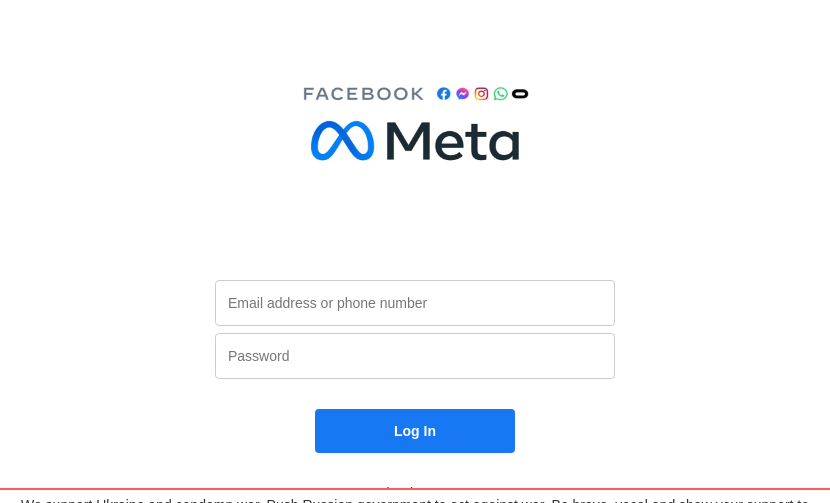 FACEBOOK
Meta
Email address or phone number
Password
Log In
We support Ukraine and condemn war. Push Russian government to act against war. Be brave, vocal and show your support to